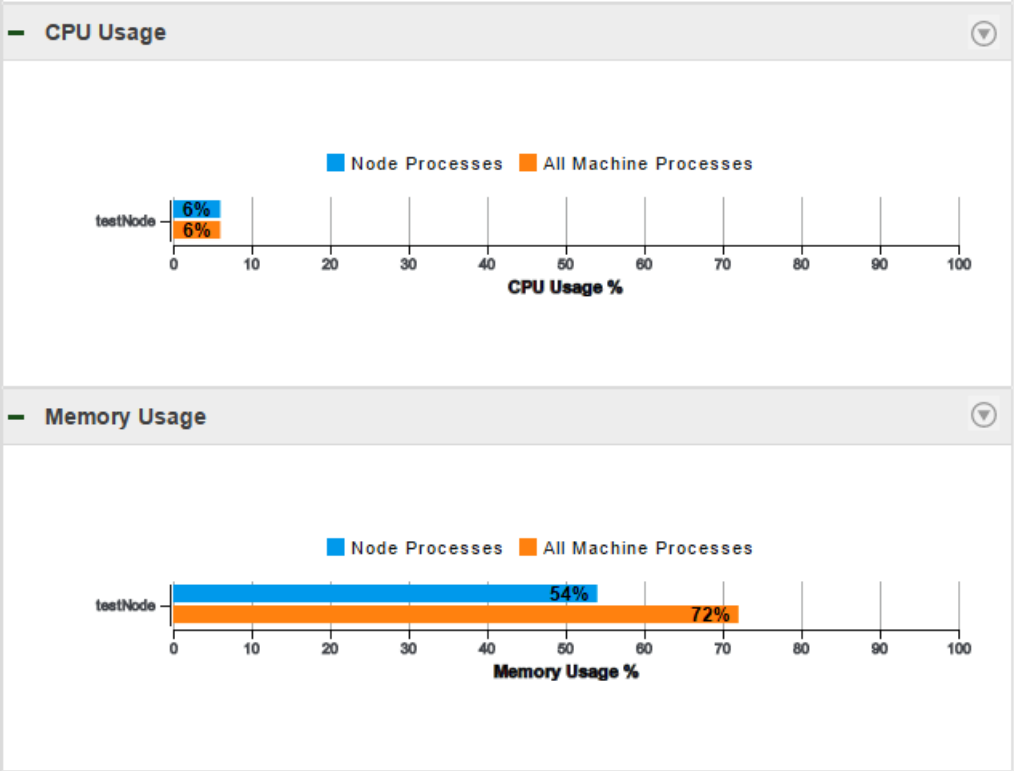 CPU Usage
Node Processes All Machine Processes
6%
testNode
6%
0 10 20 30 40 50 60 70 80 90 100
CPU Usage %
Memory Usage
Node Processes All Machine Processes
54%
testNode
72%
0 10 20 30 40 50 60 70 80 90 100
Memory Usage %